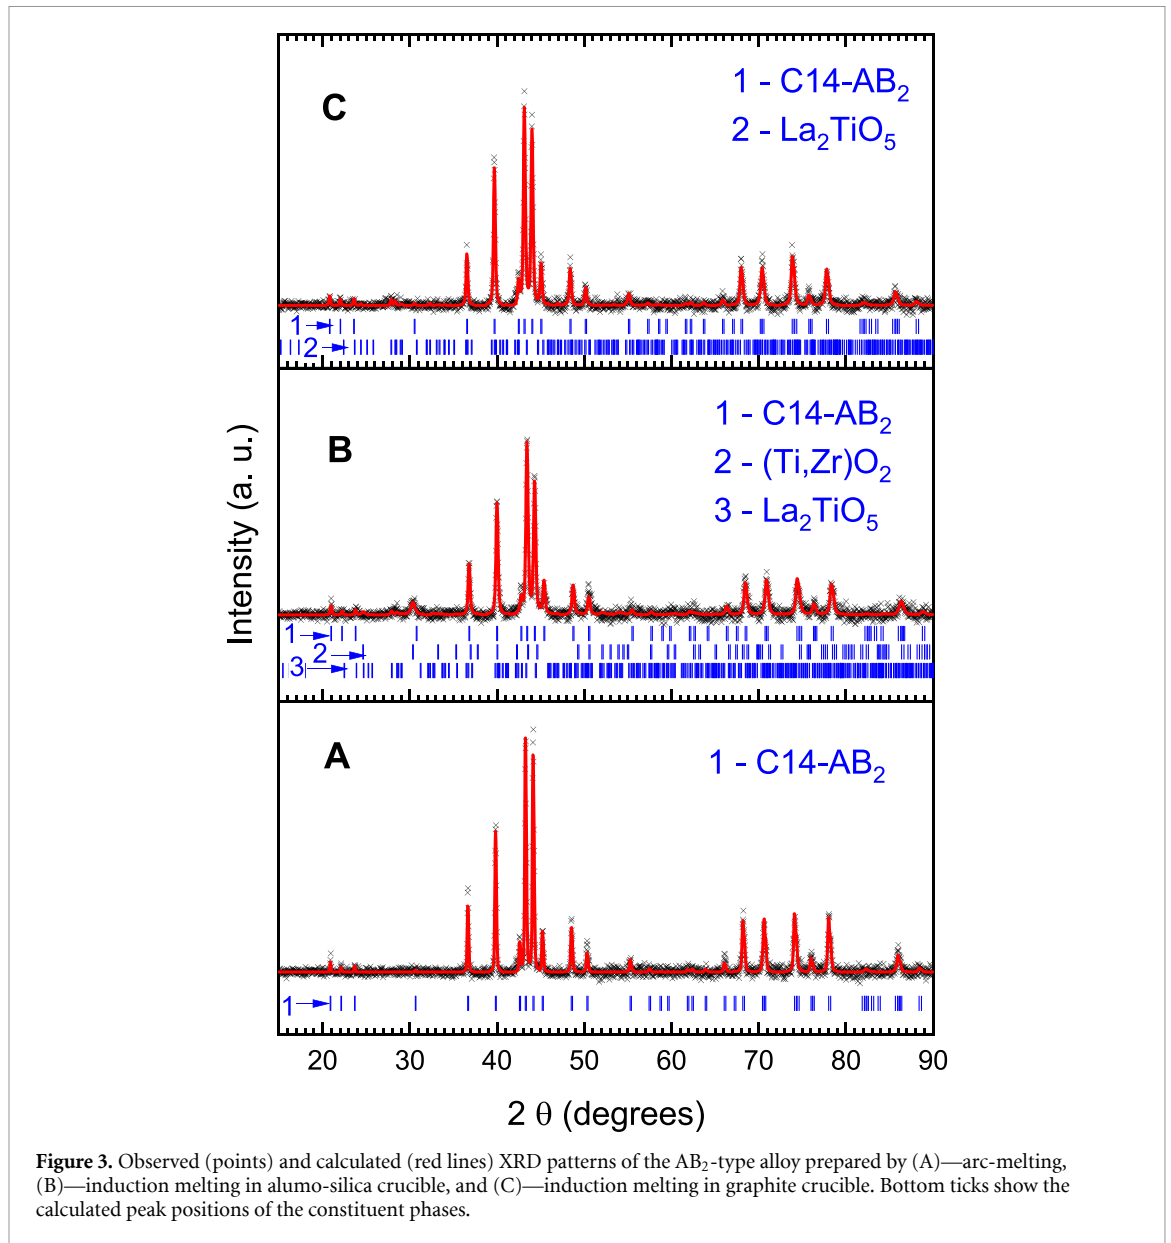 C
1 - C14-AB₂
2 - La₂TiO₅
1
2
B
1 - C14-AB₂
2 - (Ti,Zr)O₂
3 - La₂TiO₅
1
2
3
A
1 - C14-AB₂
1
Intensity (a. u.)
20 30 40 50 60 70 80 90
2 θ (degrees)
Figure 3. Observed (points) and calculated (red lines) XRD patterns of the AB₂-type alloy prepared by (A)—arc-melting,
(B)—induction melting in alumo-silica crucible, and (C)—induction melting in graphite crucible. Bottom ticks show the
calculated peak positions of the constituent phases.